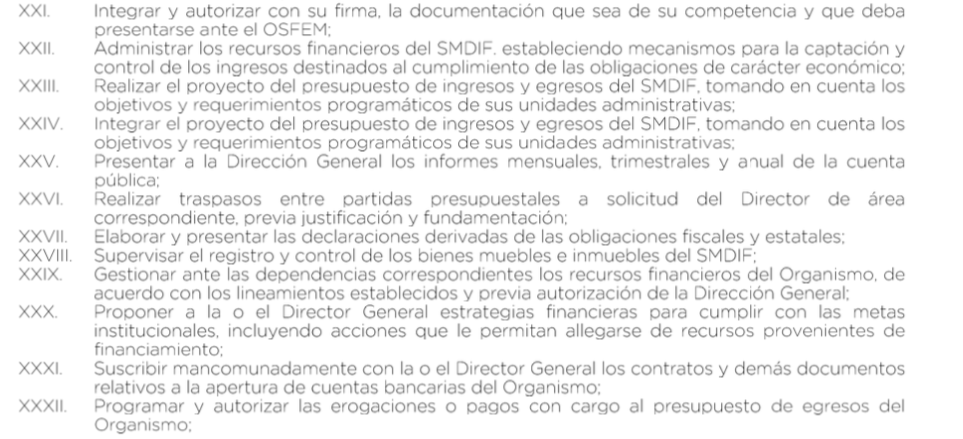 XXI. Integrar y autorizar con su firma, la documentación que sea de su competencia y que deba
presentarse ante el OSFEM;
XXII. Administrar los recursos financieros del SMDIF, estableciendo mecanismos para la captación y
control de los ingresos destinados al cumplimiento de las obligaciones de carácter económico;
XXIII. Realizar el proyecto del presupuesto de ingresos y egresos del SMDIF, tomando en cuenta los
objetivos y requerimientos programáticos de sus unidades administrativas;
XXIV. Integrar el proyecto del presupuesto de ingresos y egresos del SMDIF, tomando en cuenta los
objetivos y requerimientos programáticos de sus unidades administrativas;
XXV. Presentar a la Dirección General los informes mensuales, trimestrales y anual de la cuenta
pública;
XXVI. Realizar traspasos entre partidas presupuestales a solicitud del Director de área
correspondiente, previa justificación y fundamentación;
XXVII. Elaborar y presentar las declaraciones derivadas de las obligaciones fiscales y estatales;
XXVIII. Supervisar el registro y control de los bienes muebles e inmuebles del SMDIF;
XXIX. Gestionar ante las dependencias correspondientes los recursos financieros del Organismo, de
acuerdo con los lineamientos establecidos y previa autorización de la Dirección General;
XXX. Proponer a la o el Director General estrategias financieras para cumplir con las metas
institucionales, incluyendo acciones que le permitan allegarse de recursos provenientes de
financiamiento;
XXXI. Suscribir mancomunadamente con la o el Director General los contratos y demás documentos
relativos a la apertura de cuentas bancarias del Organismo;
XXXII. Programar y autorizar las erogaciones o pagos con cargo al presupuesto de egresos del
Organismo;